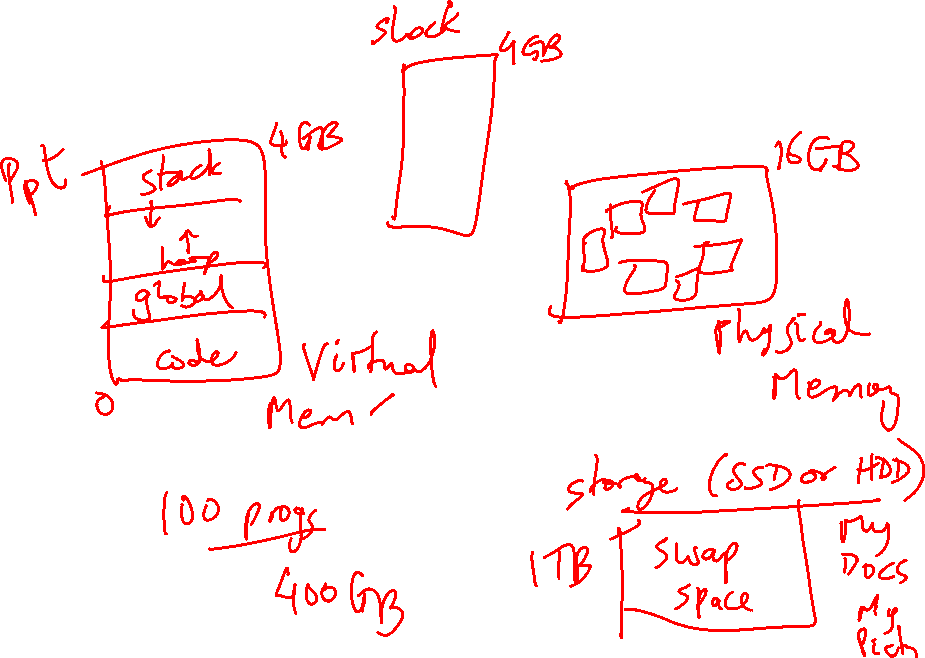 slack
4GB
4GB
Ppt
stack
heap
global
code
0
Virtual
Mem
16GB
Physical
Memory
100 progs
400GB
storage (SSD or HDD)
1TB
swap
space
My
Docs
My